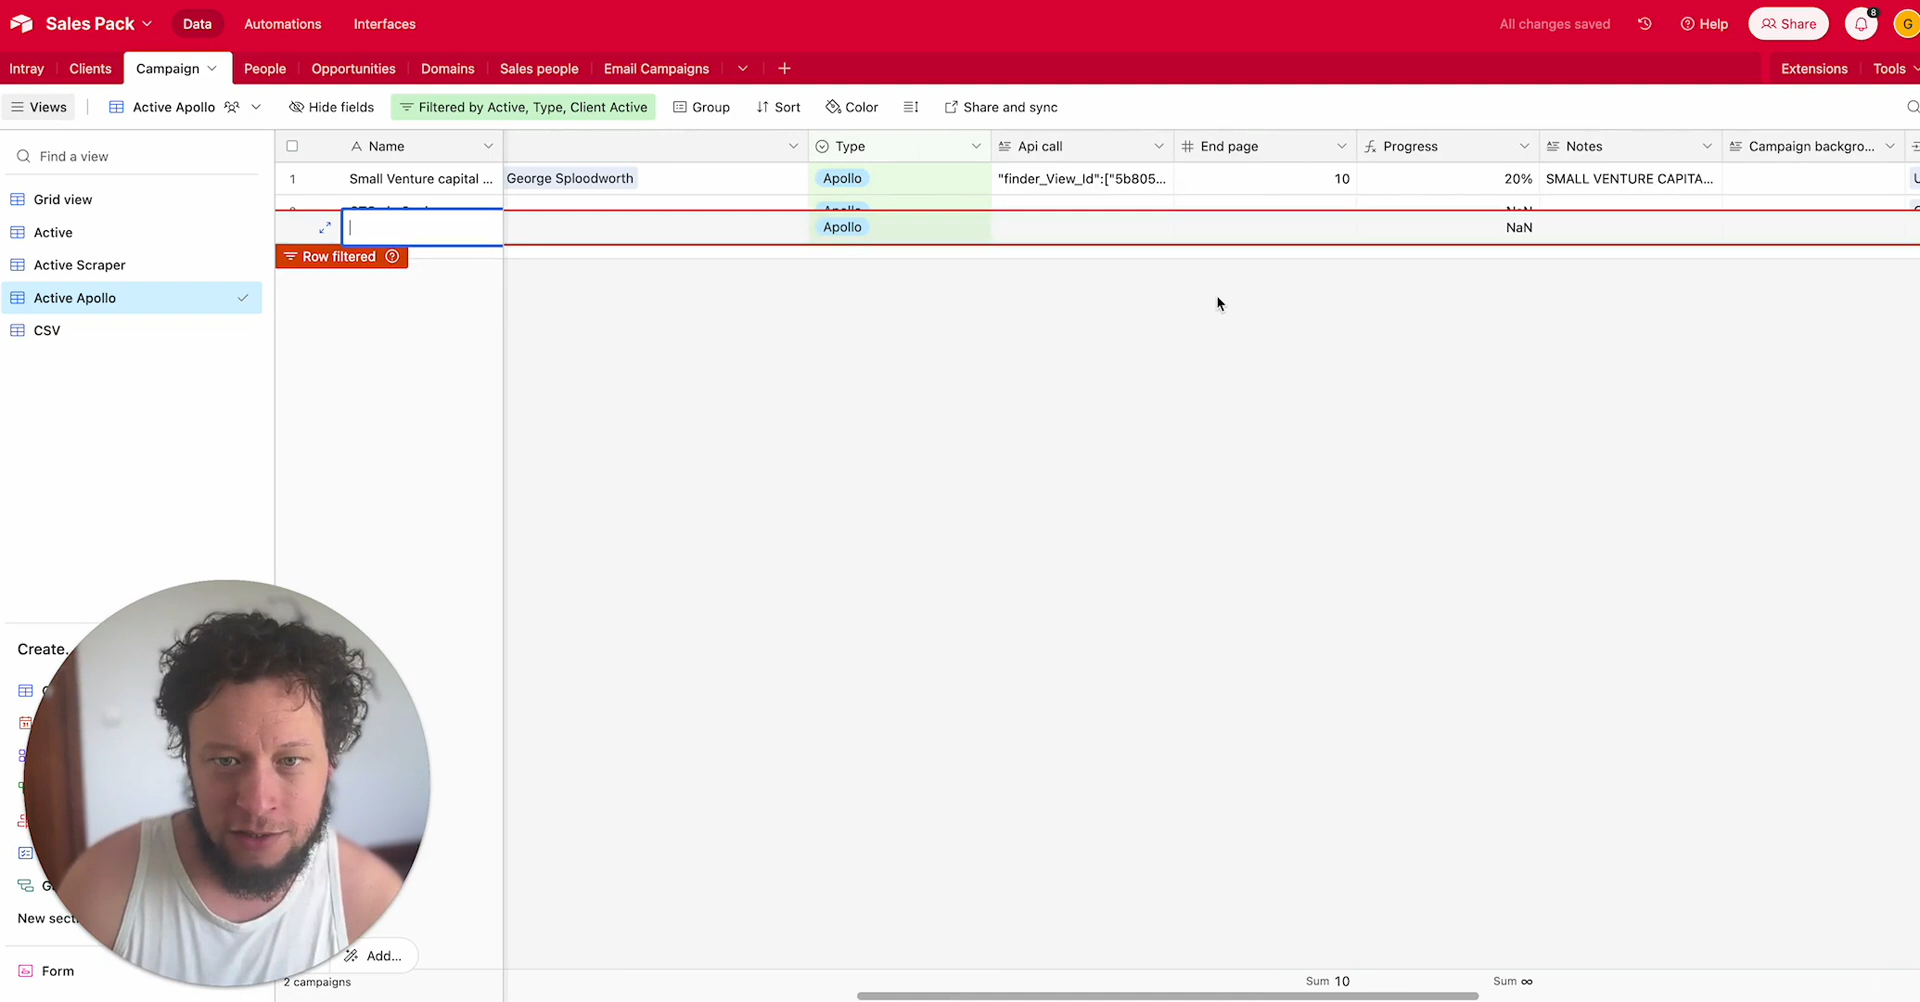 Sales Pack
Data
Automations
Interfaces
All changes saved
Help
Share
8
G
Intray
Clients
Campaign
People
Opportunities
Domains
Sales people
Email Campaigns
Extensions
Tools
Views
Active Apollo
Hide fields
Filtered by Active, Type, Client Active
Group
Sort
Color
Share and sync
Find a view
Grid view
Active
Active Scraper
Active Apollo
CSV
Name
Type
Api call
End page
Progress
Notes
Campaign backgro...
1
Small Venture capital ...
George Sploodworth
Apollo
"finder_View_Id":["5b805...
10
20%
SMALL VENTURE CAPITA...
Apollo
NaN
Apollo
NaN
Row filtered
Create.
New sect
Form
Add...
2 campaigns
Sum 10
Sum ∞